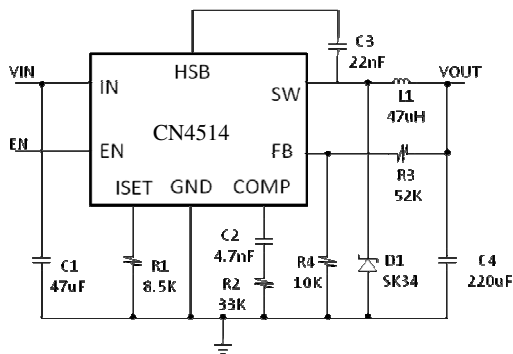 C3
22nF
VIN
HSB
VOUT
IN
SW
L1
47uH
CN4514
EN
EN
FB
R3
52K
ISET
GND
COMP
C2
4.7nF
C1
47uF
R1
8.5K
R2
33K
R4
10K
D1
SK34
C4
220uF